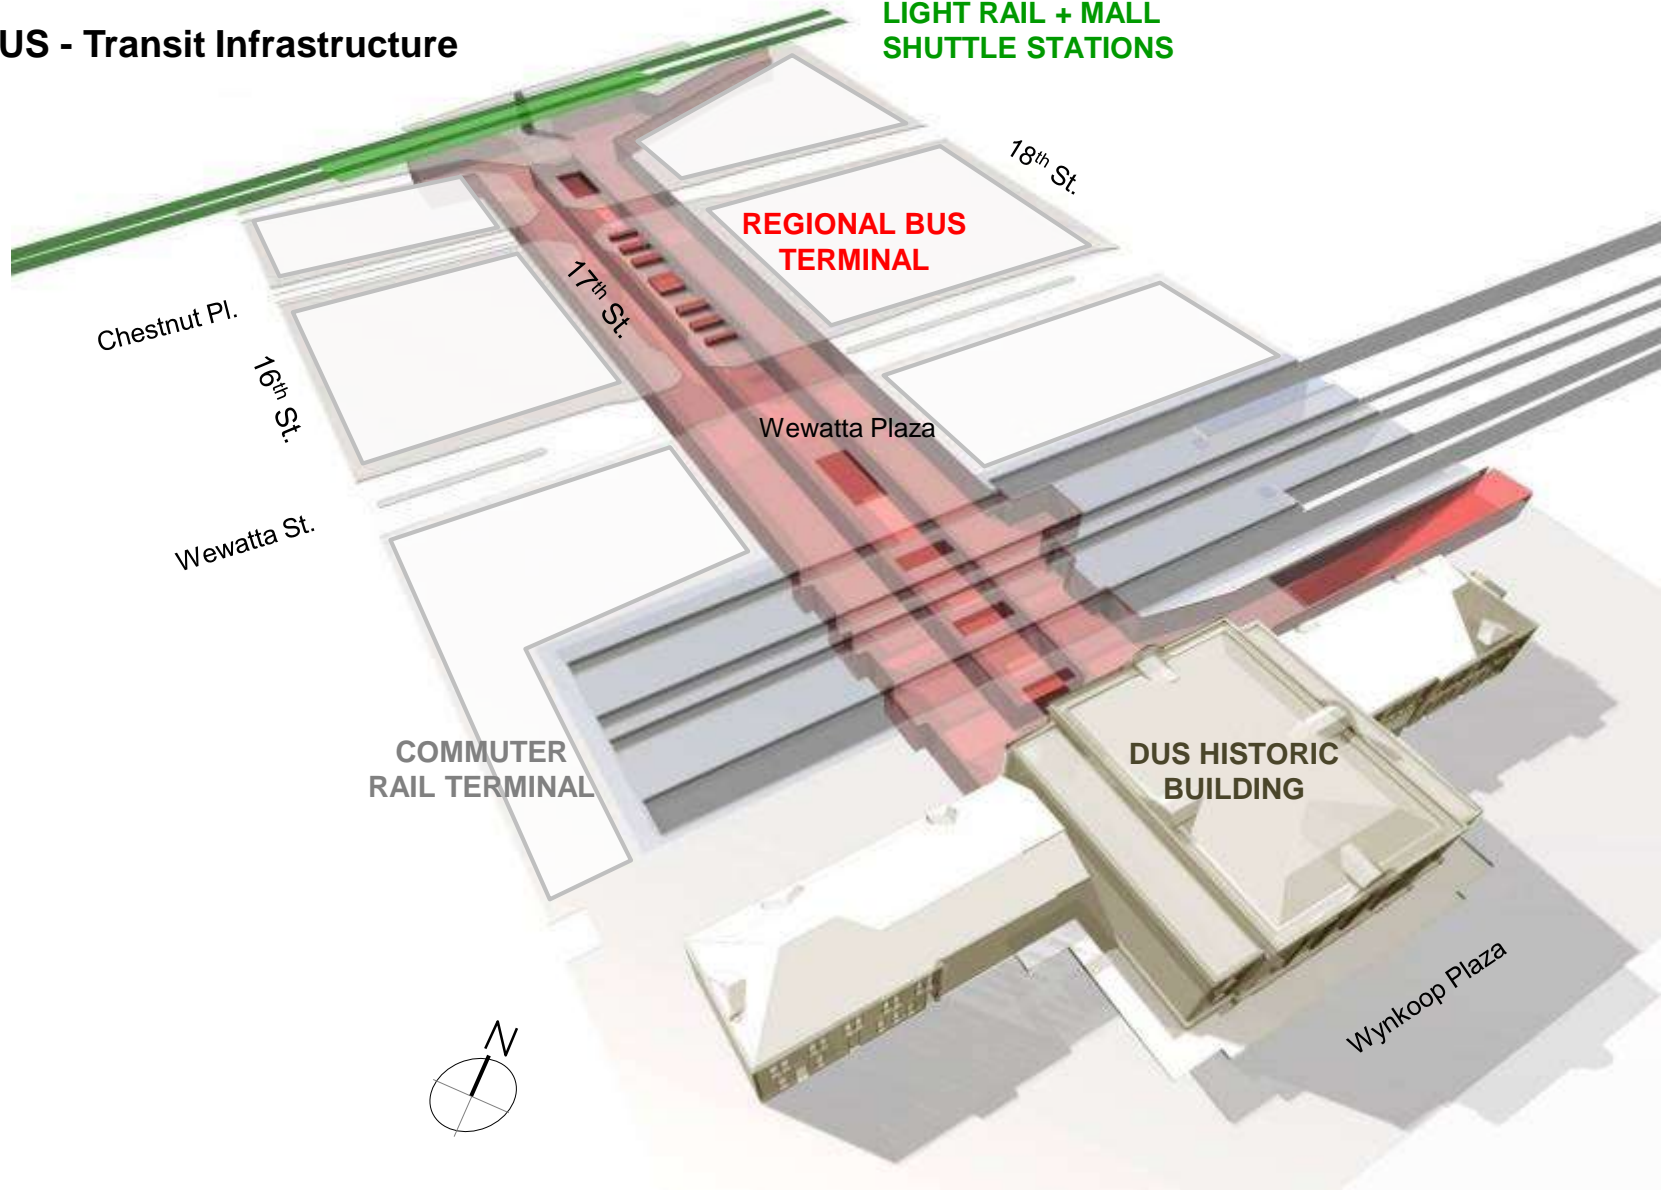 US - Transit Infrastructure
LIGHT RAIL + MALL
SHUTTLE STATIONS
18th St.
REGIONAL BUS
TERMINAL
17th St.
Chestnut Pl.
16th St.
Wewatta Plaza
Wewatta St.
COMMUTER
RAIL TERMINAL
DUS HISTORIC
BUILDING
Wynkoop Plaza
N